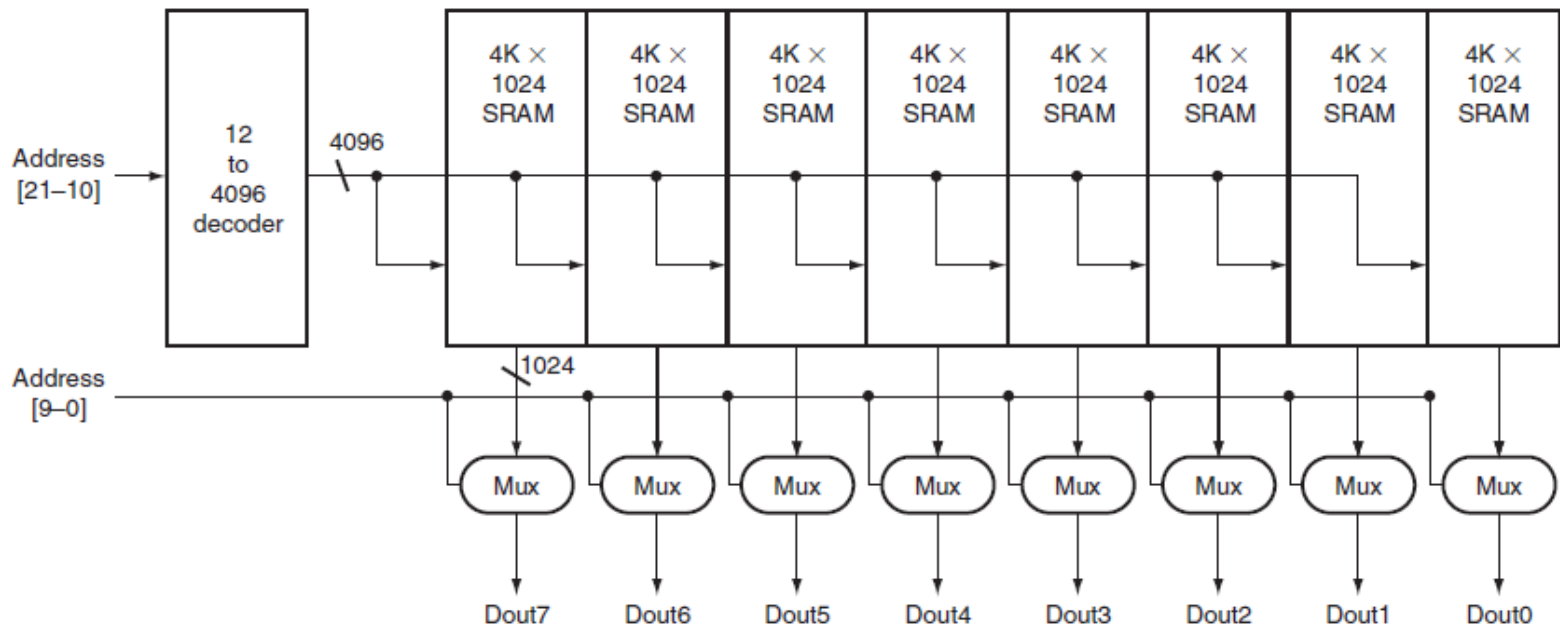 4K ×
1024
SRAM
4K ×
1024
SRAM
4K ×
1024
SRAM
4K ×
1024
SRAM
4K ×
1024
SRAM
4K ×
1024
SRAM
4K ×
1024
SRAM
4K ×
1024
SRAM
Address
[21–10]
12
to
4096
decoder
4096
1024
Address
[9–0]
Mux
Mux
Mux
Mux
Mux
Mux
Mux
Mux
Dout7
Dout6
Dout5
Dout4
Dout3
Dout2
Dout1
Dout0